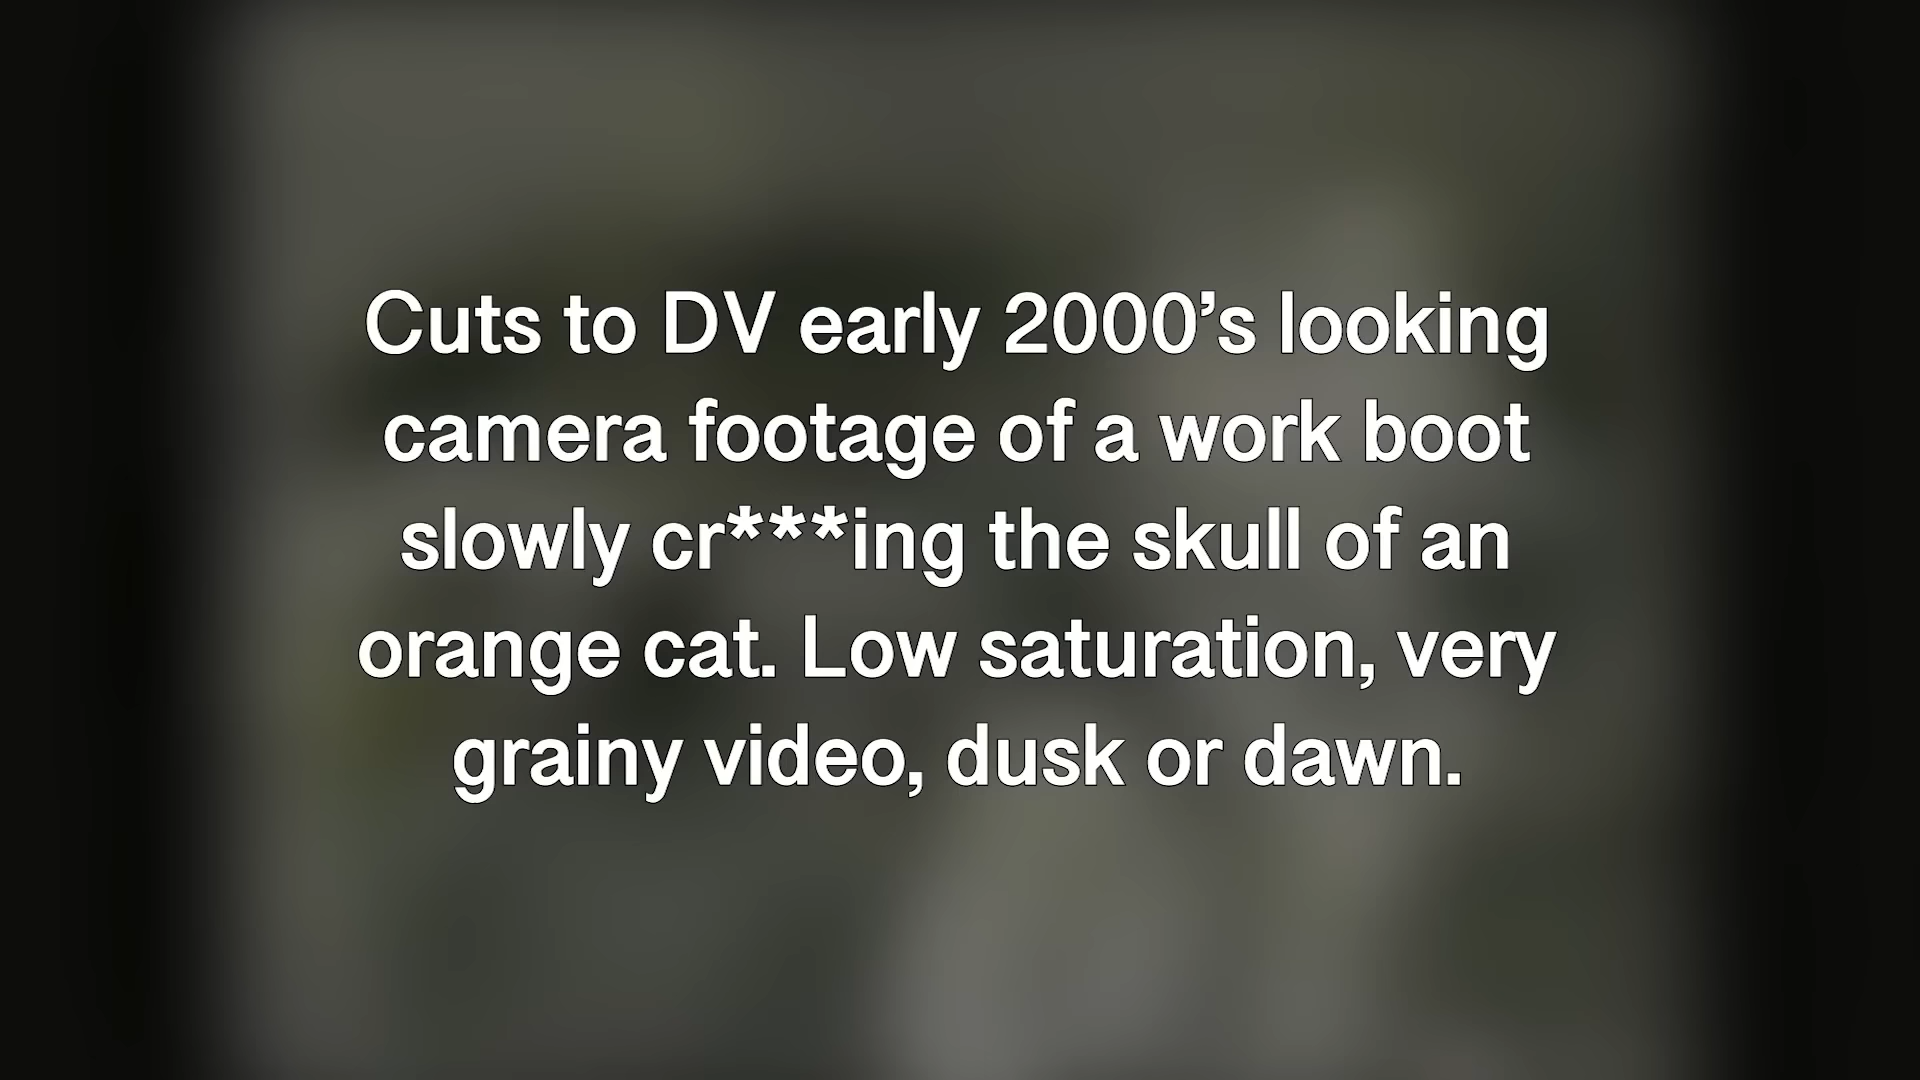 Cuts to DV early 2000’s looking
camera footage of a work boot
slowly cr***ing the skull of an
orange cat. Low saturation, very
grainy video, dusk or dawn.